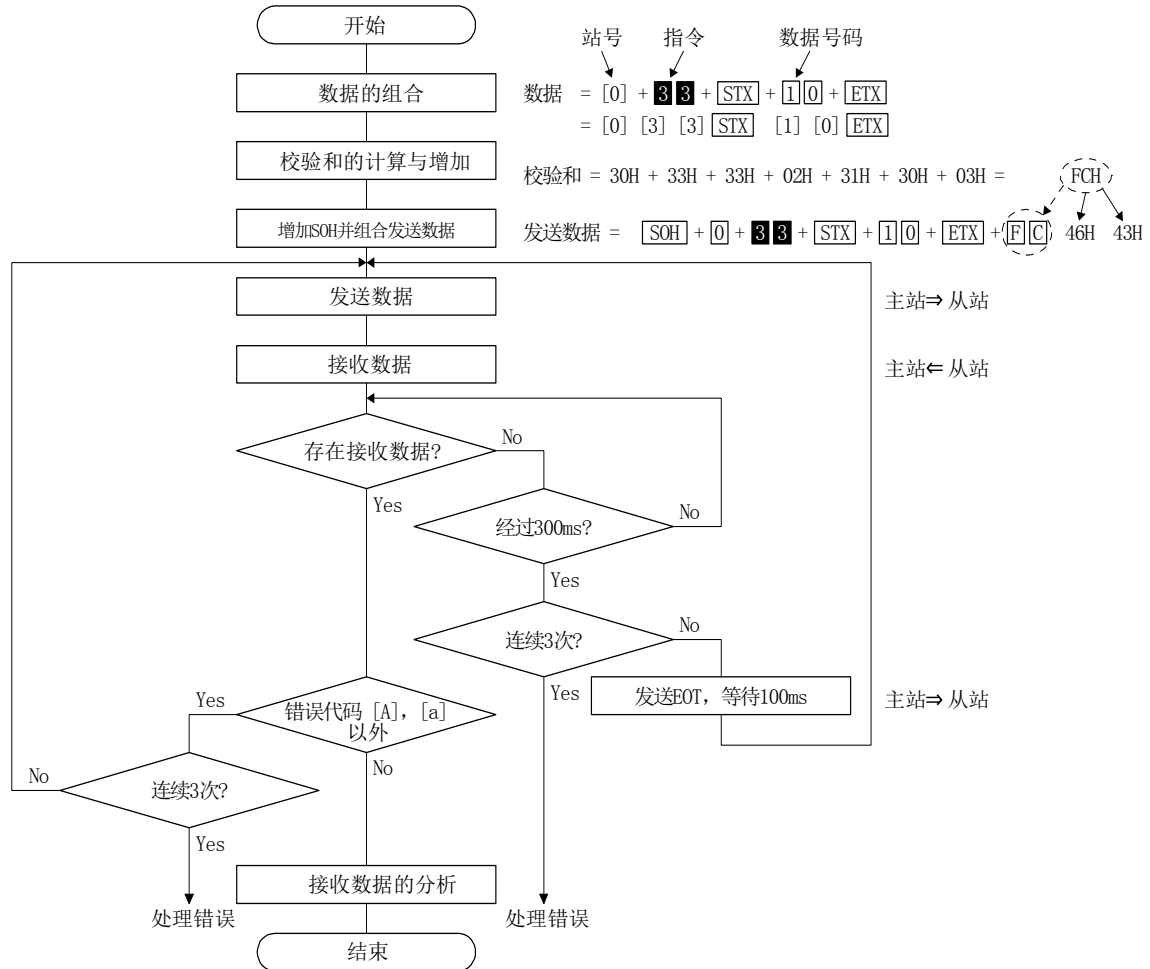 开始
站号 指令 数据号码
数据的组合
数据 = [0] + 3 3 + STX + 1 0 + ETX
= [0] [3] [3] STX [1] [0] ETX
校验和的计算与增加
校验和 = 30H + 33H + 33H + 02H + 31H + 30H + 03H = FCH
增加SOH并组合发送数据
发送数据 = SOH + 0 + 3 3 + STX + 1 0 + ETX + F C 46H 43H
发送数据
主站⇒从站
接收数据
主站⇐从站
存在接收数据?
No
Yes
经过300ms?
No
Yes
连续3次?
No
Yes
发送EOT，等待100ms
主站⇒从站
错误代码 [A]，[a]
以外
Yes
No
连续3次?
No
Yes
接收数据的分析
处理错误
处理错误
结束